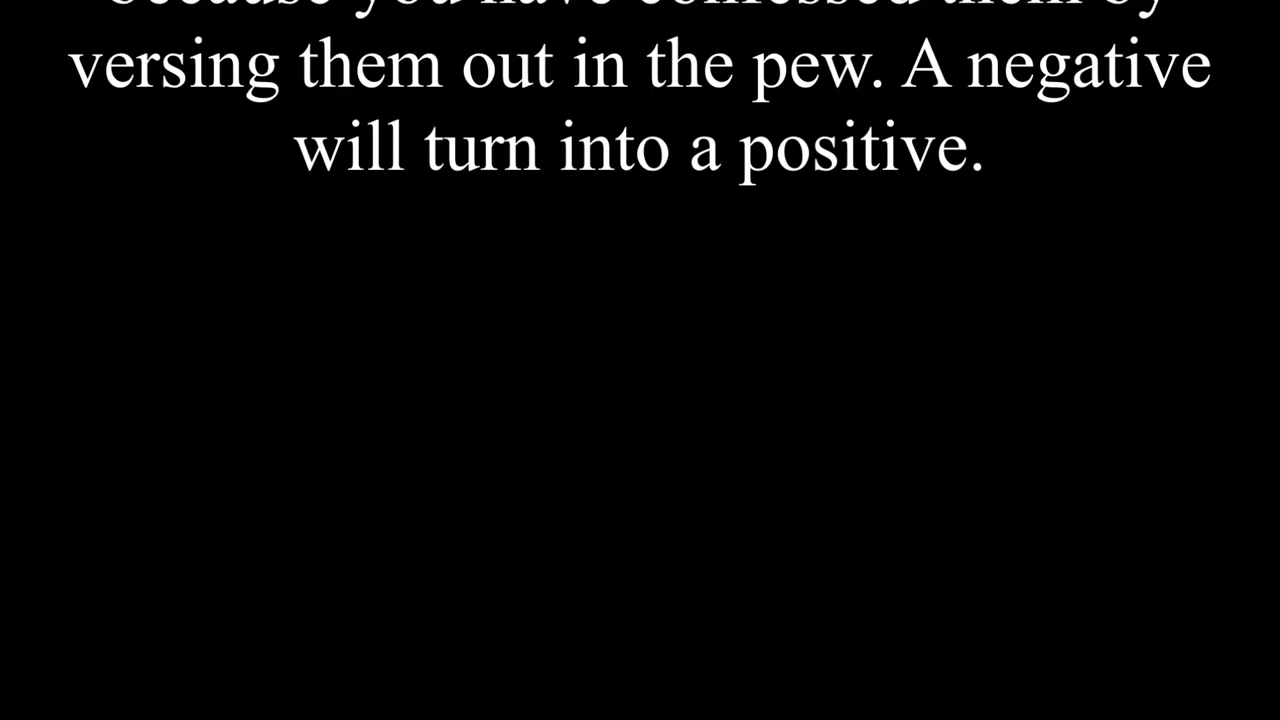 because you have confessed them by
versing them out in the pew. A negative
will turn into a positive.